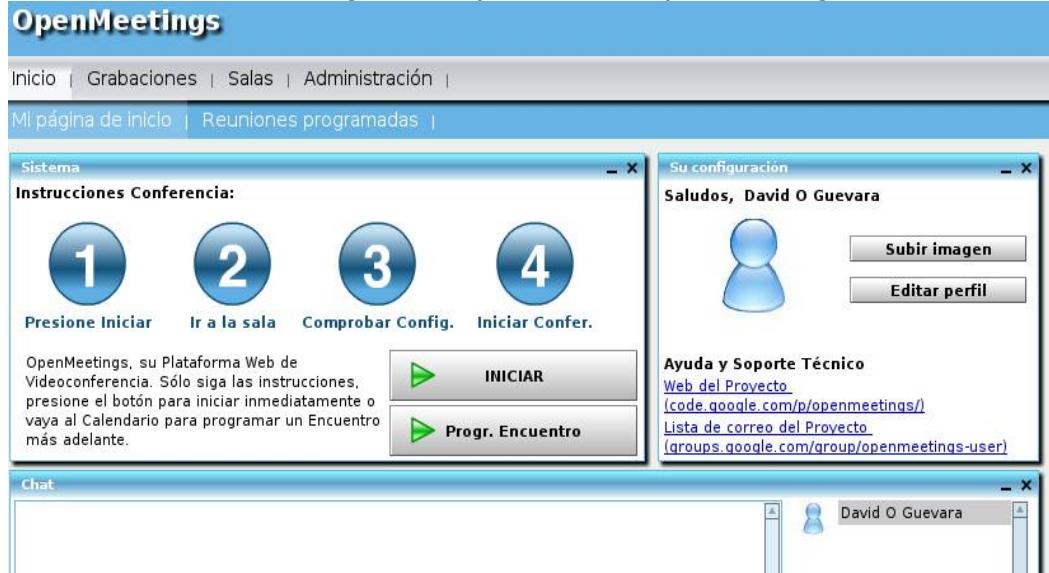 OpenMeetings
Inicio | Grabaciones | Salas | Administración |
Mi página de inicio | Reuniones programadas |
Sistema
Instrucciones Conferencia:
1 2 3 4
Presione Iniciar Ir a la sala Comprobar Config. Iniciar Confer.
OpenMeetings, su Plataforma Web de
Videoconferencia. Sólo siga las instrucciones,
presione el botón para iniciar inmediatamente o
vaya al Calendario para programar un Encuentro
más adelante.
INICIAR
Progr. Encuentro
Su configuración
Saludos, David O Guevara
Subir imagen
Editar perfil
Ayuda y Soporte Técnico
Web del Proyecto
(code.google.com/p/openmeetings/)
Lista de correo del Proyecto
(groups.google.com/group/openmeetings-user)
Chat
David O Guevara